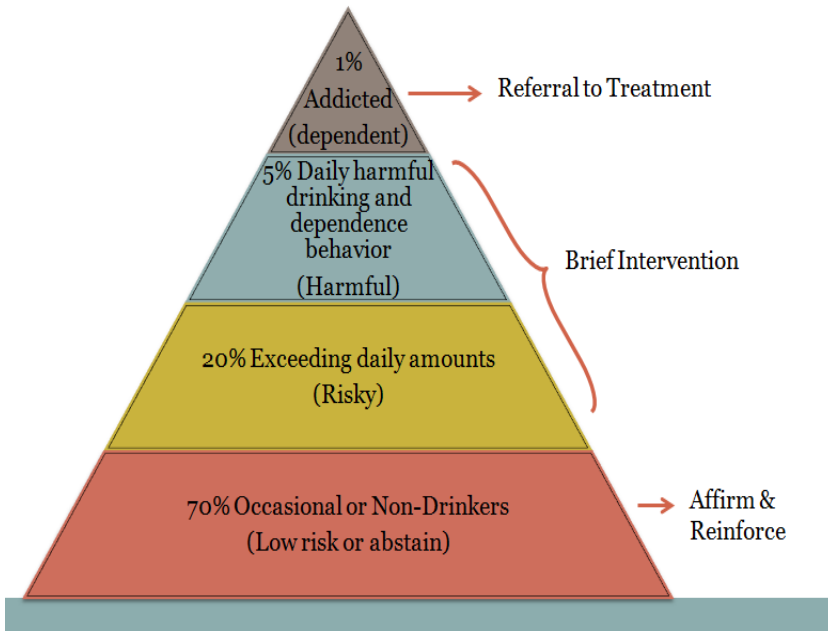 1%
Addicted
(dependent)
Referral to Treatment
5% Daily harmful
drinking and
dependence
behavior
(Harmful)
Brief Intervention
20% Exceeding daily amounts
(Risky)
70% Occasional or Non-Drinkers
(Low risk or abstain)
Affirm &
Reinforce